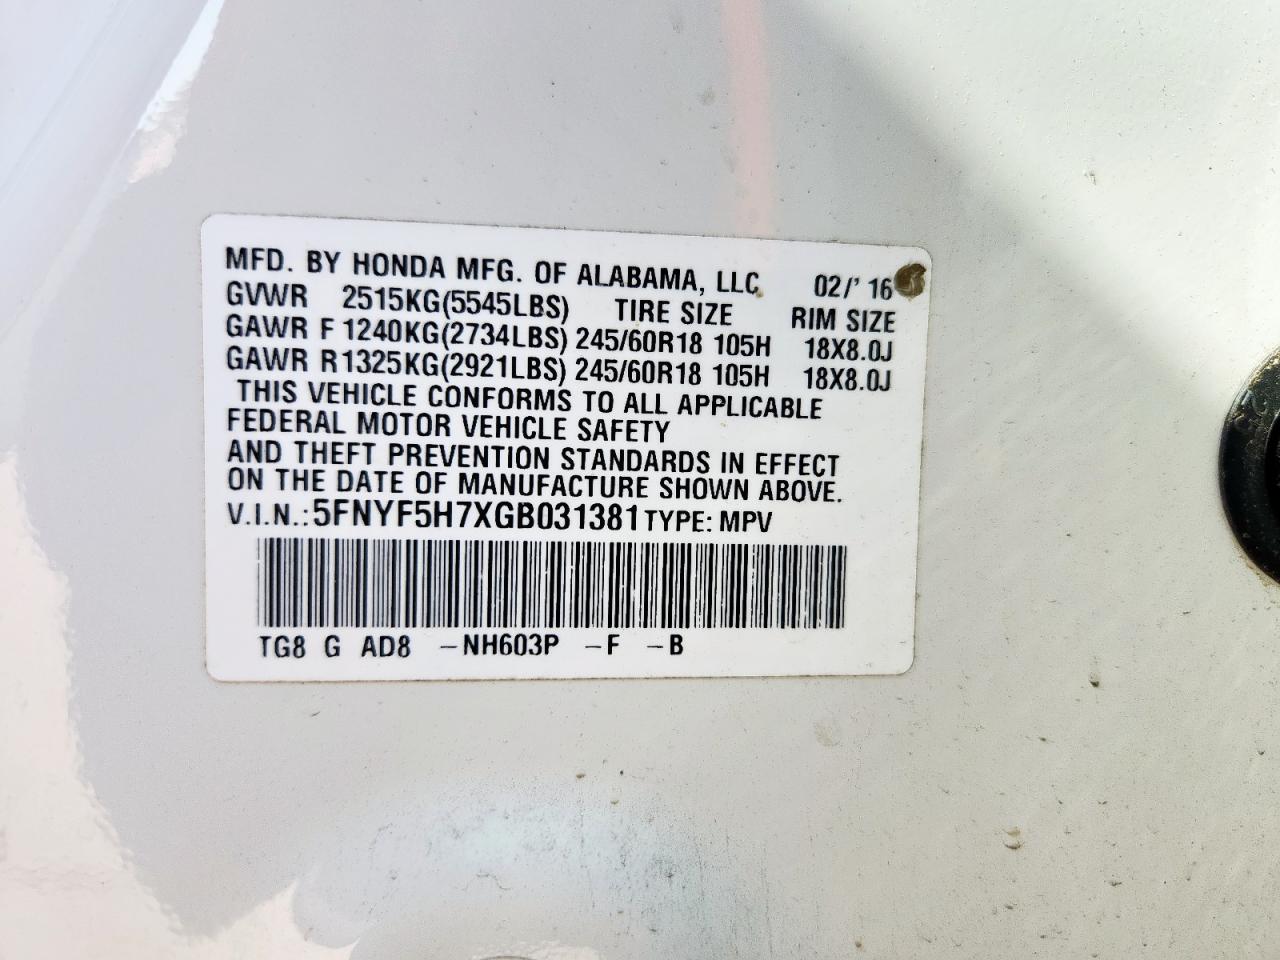 MFD. BY HONDA MFG. OF ALABAMA, LLC 02/' 16
GVWR 2515KG(5545LBS) TIRE SIZE RIM SIZE
GAWR F 1240KG(2734LBS) 245/60R18 105H 18X8.0J
GAWR R1325KG(2921LBS) 245/60R18 105H 18X8.0J
THIS VEHICLE CONFORMS TO ALL APPLICABLE
FEDERAL MOTOR VEHICLE SAFETY
AND THEFT PREVENTION STANDARDS IN EFFECT
ON THE DATE OF MANUFACTURE SHOWN ABOVE.
V.I.N.:5FNYF5H7XGB031381 TYPE: MPV
TG8 G AD8 -NH603P -F -B